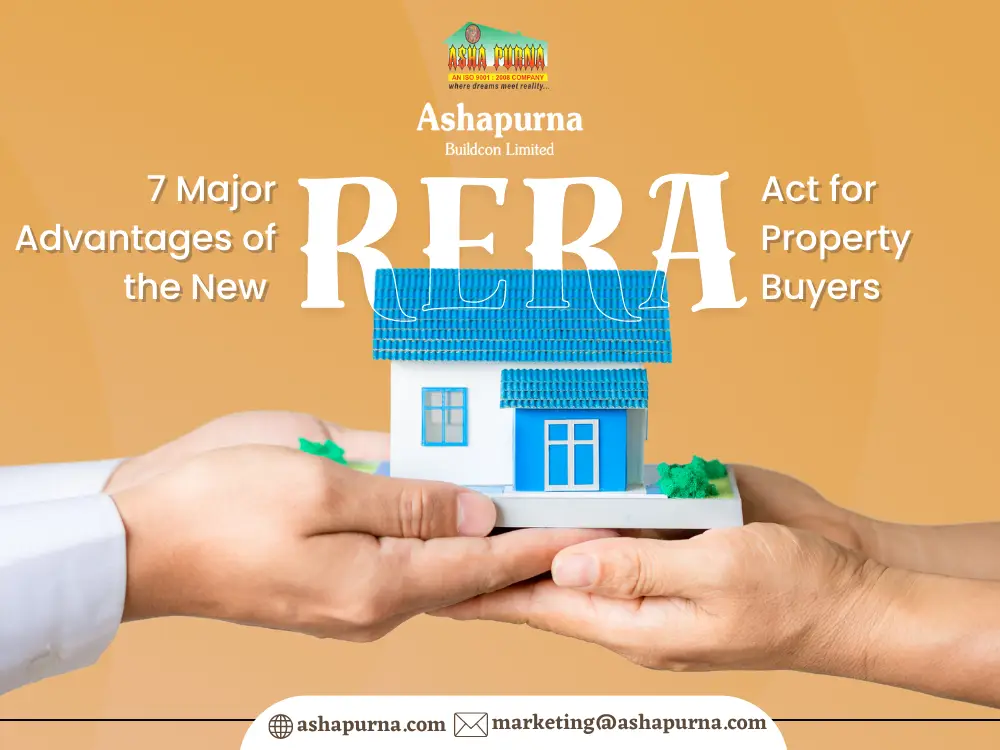 ASHA PURNA
AN ISO 9001 : 2008 COMPANY
where dreams meet reality...
Ashapurna
Buildcon Limited
7 Major
Advantages of
the New
RERA
Act for
Property
Buyers
ashapurna.com
marketing@ashapurna.com